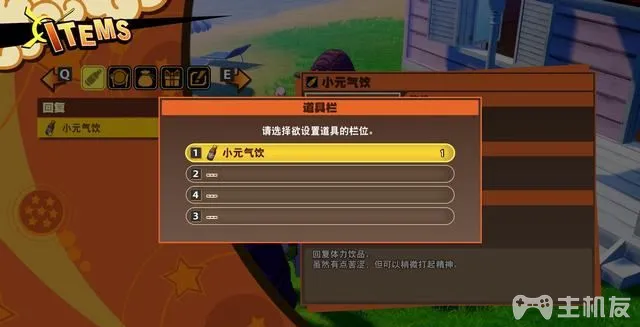 ITEMS
Q
E
回复
小元气饮
小元气饮
道具栏
请选择欲设置道具的栏位。
1 小元气饮 1
2 ---
4 ---
3 ---
回复体力饮品。
虽然有点苦涩，但可以稍微打起精神。
主机友